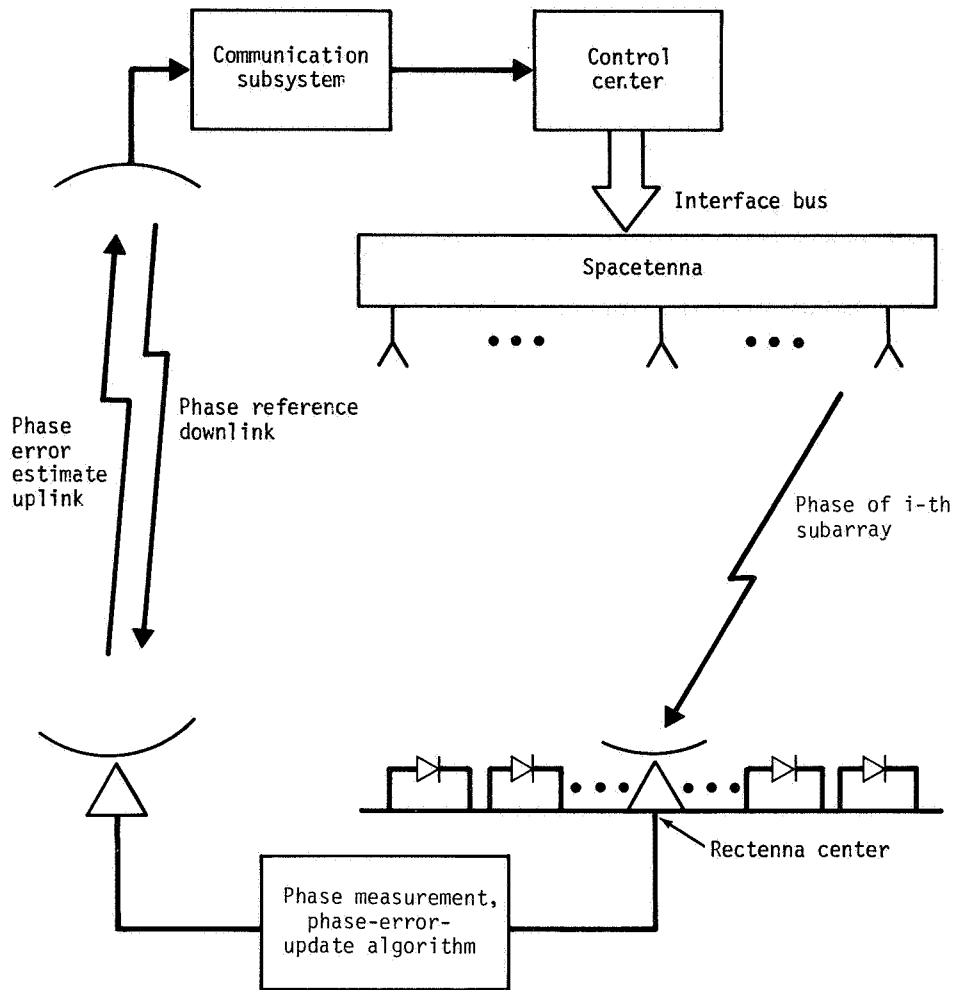 Communication
subsystem
Control
center
Interface bus
Spacetenna
Phase
error
estimate
uplink
Phase reference
downlink
Phase of i-th
subarray
Rectenna center
Phase measurement,
phase-error-
update algorithm